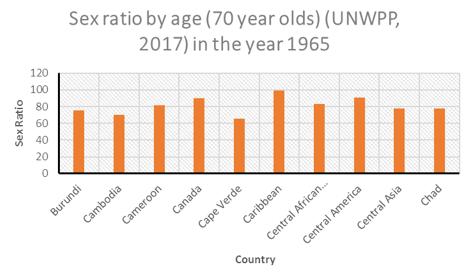 Sex ratio by age (70 year olds) (UNWPP,
2017) in the year 1965
120
100
80
60
40
20
0
Sex Ratio
Burundi
Cambodia
Cameroon
Canada
Cape Verde
Caribbean
Central African...
Central America
Central Asia
Chad
Country